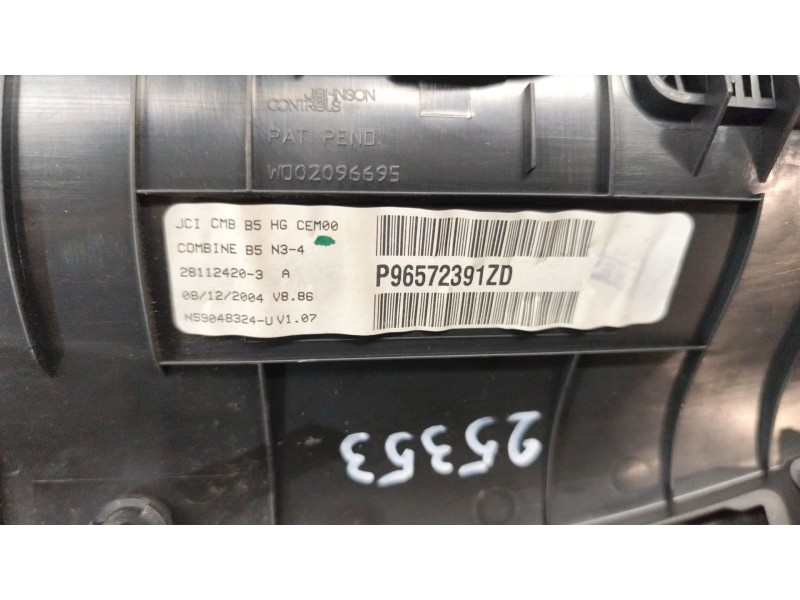 JOHNSON
CONTROLS
PAT. PEND.
WO02096695
JCI CMB B5 HG CEM00
COMBINE B5 N3-4
28112420-3 A
08/12/2004 V8.86
NS9048324-U V1.07
P96572391ZD
25353